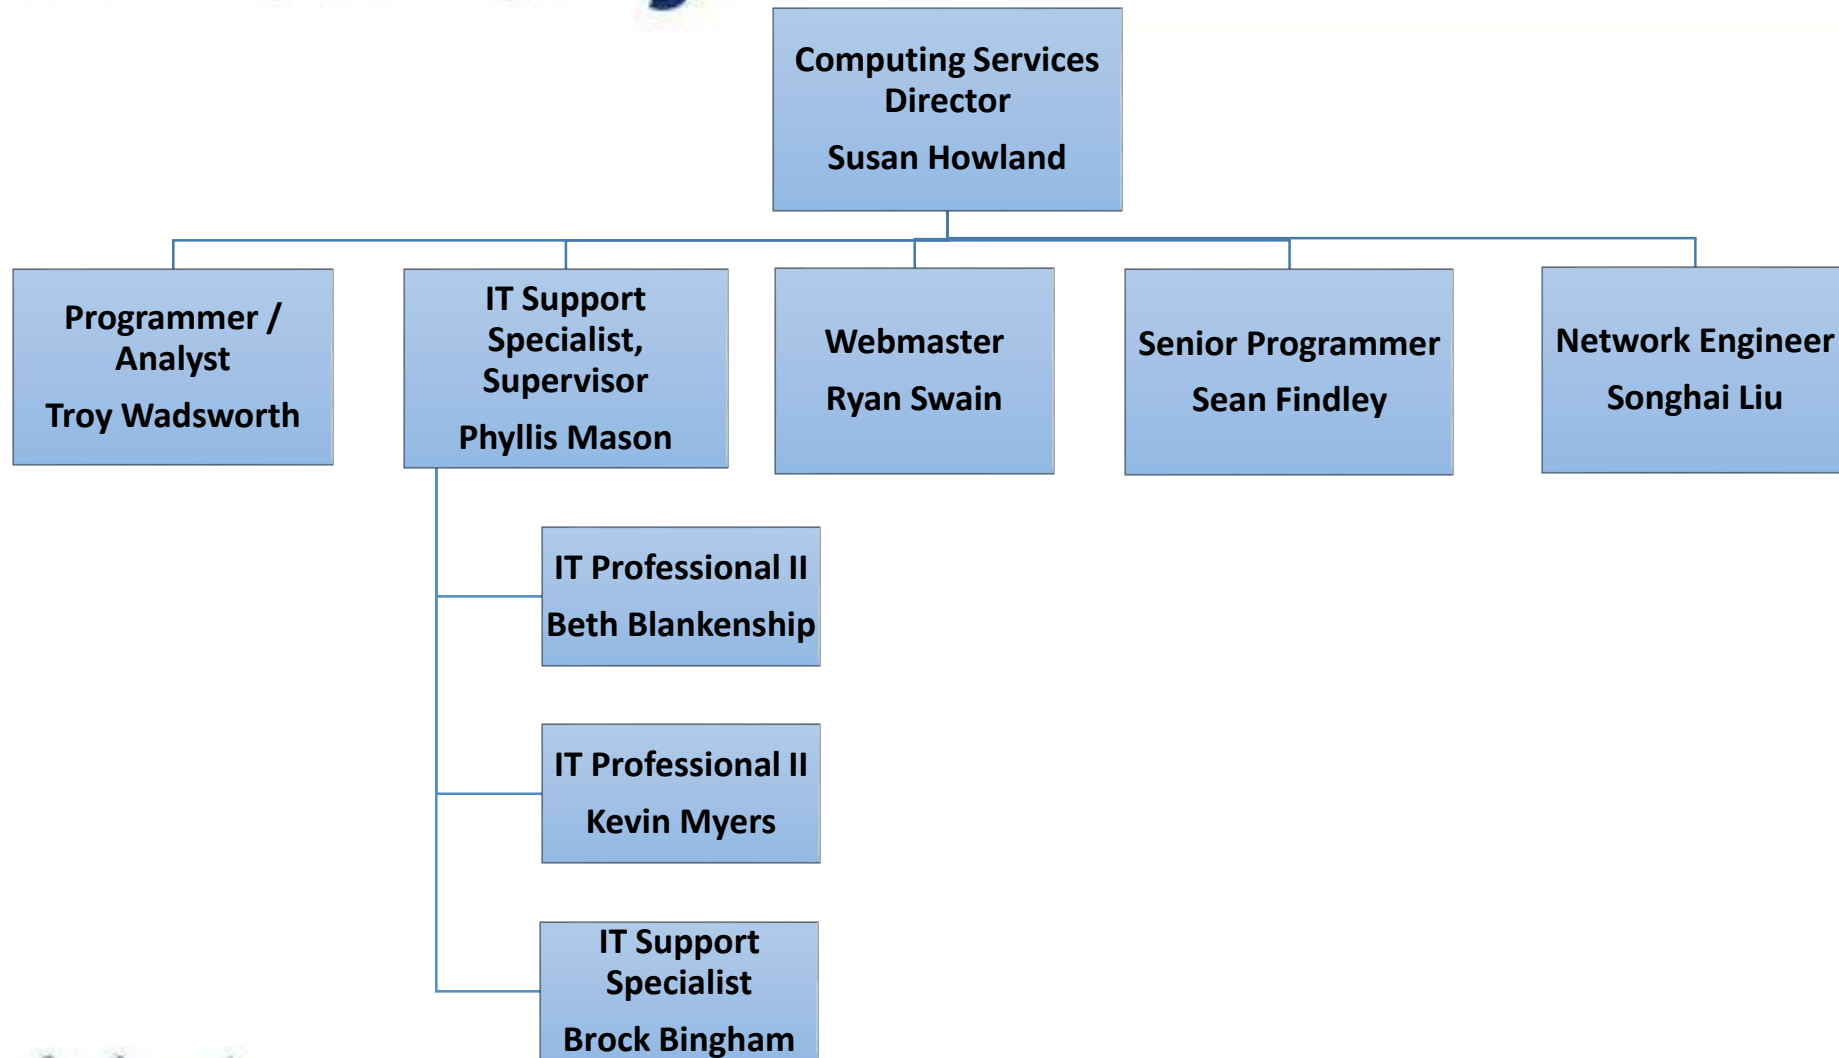 Computing Services
Director
Susan Howland
Programmer /
Analyst
Troy Wadsworth
IT Support
Specialist,
Supervisor
Phyllis Mason
Webmaster
Ryan Swain
Senior Programmer
Sean Findley
Network Engineer
Songhai Liu
IT Professional II
Beth Blankenship
IT Professional II
Kevin Myers
IT Support
Specialist
Brock Bingham